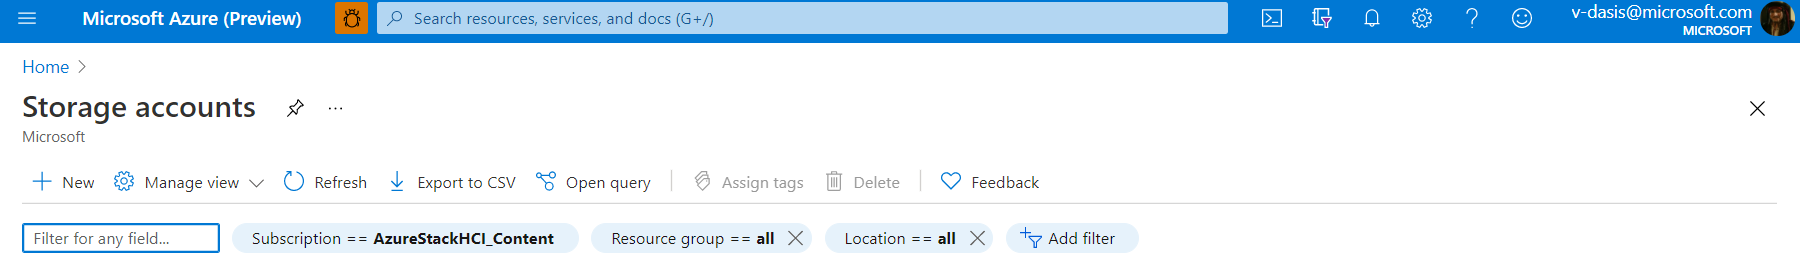 Microsoft Azure (Preview)
Search resources, services, and docs (G+/)
v-dasis@microsoft.com
MICROSOFT
Home
Storage accounts
Microsoft
New
Manage view
Refresh
Export to CSV
Open query
Assign tags
Delete
Feedback
Filter for any field...
Subscription == AzureStackHCI_Content
Resource group == all
Location == all
Add filter